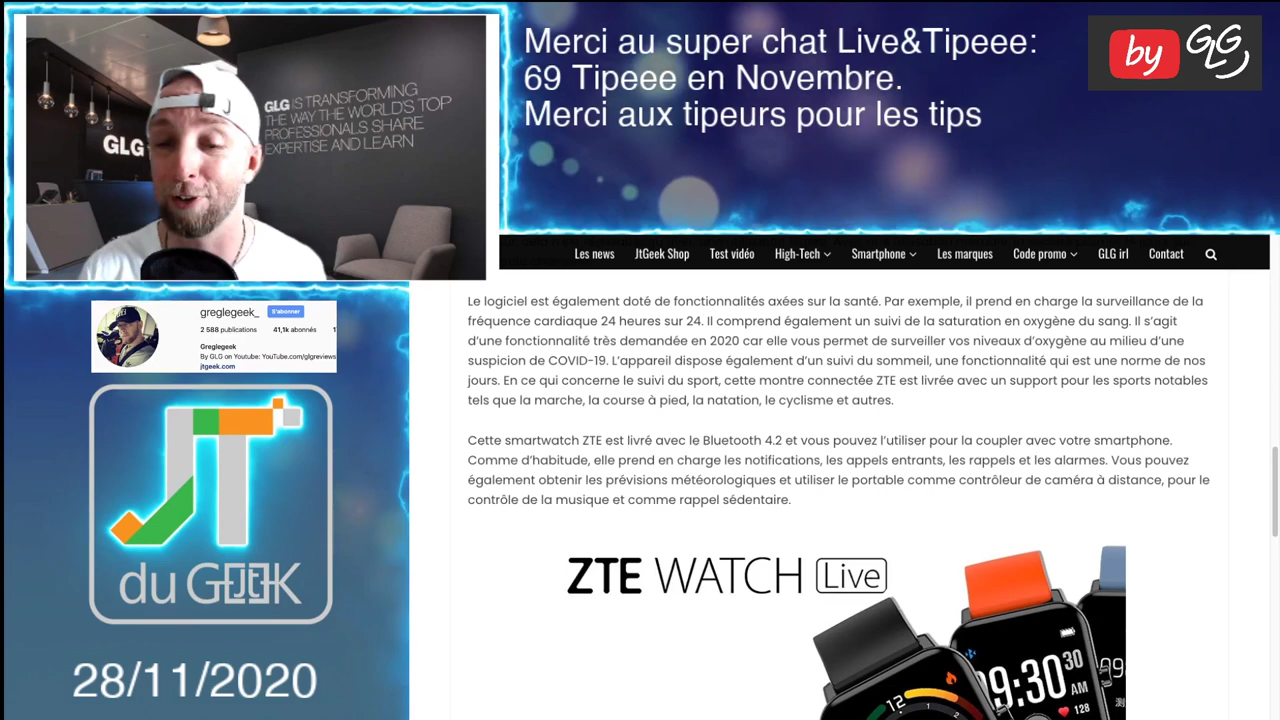 GLG IS TRANSFORMING
THE WAY THE WORLD'S TOP
PROFESSIONALS SHARE
EXPERTISE AND LEARN
GLG
Merci au super chat Live&Tipeee:
69 Tipeee en Novembre.
Merci aux tipeurs pour les tips
by GLG
Les news JtGeek Shop Test vidéo High-Tech Smartphone Les marques Code promo GLG irl Contact
greglegeek_ S'abonner
2 588 publications 41,1k abonnés 1
Greglegeek
By GLG on Youtube: YouTube.com/glgreviews
jtgeek.com
JT
du GEEK
JtG
28/11/2020
Le logiciel est également doté de fonctionnalités axées sur la santé. Par exemple, il prend en charge la surveillance de la
fréquence cardiaque 24 heures sur 24. Il comprend également un suivi de la saturation en oxygène du sang. Il s'agit
d'une fonctionnalité très demandée en 2020 car elle vous permet de surveiller vos niveaux d'oxygène au milieu d'une
suspicion de COVID-19. L'appareil dispose également d'un suivi du sommeil, une fonctionnalité qui est une norme de nos
jours. En ce qui concerne le suivi du sport, cette montre connectée ZTE est livrée avec un support pour les sports notables
tels que la marche, la course à pied, la natation, le cyclisme et autres.
Cette smartwatch ZTE est livré avec le Bluetooth 4.2 et vous pouvez l'utiliser pour la coupler avec votre smartphone.
Comme d'habitude, elle prend en charge les notifications, les appels entrants, les rappels et les alarmes. Vous pouvez
également obtenir les prévisions météorologiques et utiliser le portable comme contrôleur de caméra à distance, pour le
contrôle de la musique et comme rappel sédentaire.
ZTE WATCH Live
09:30 30
AM
128
12
1
2